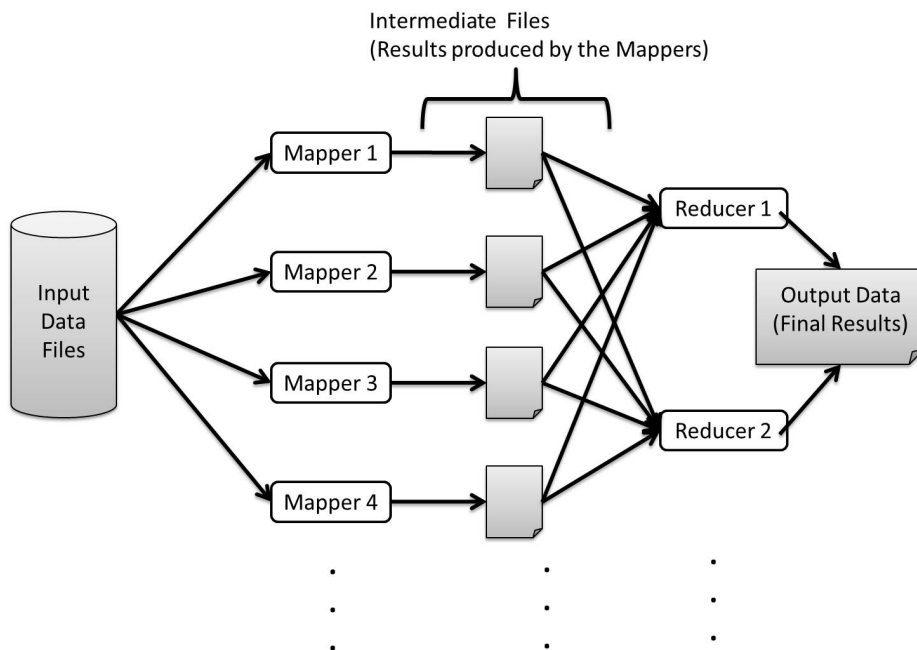 Intermediate Files
(Results produced by the Mappers)
Mapper 1
Mapper 2
Mapper 3
Mapper 4
Input
Data
Files
Reducer 1
Reducer 2
Output Data
(Final Results)